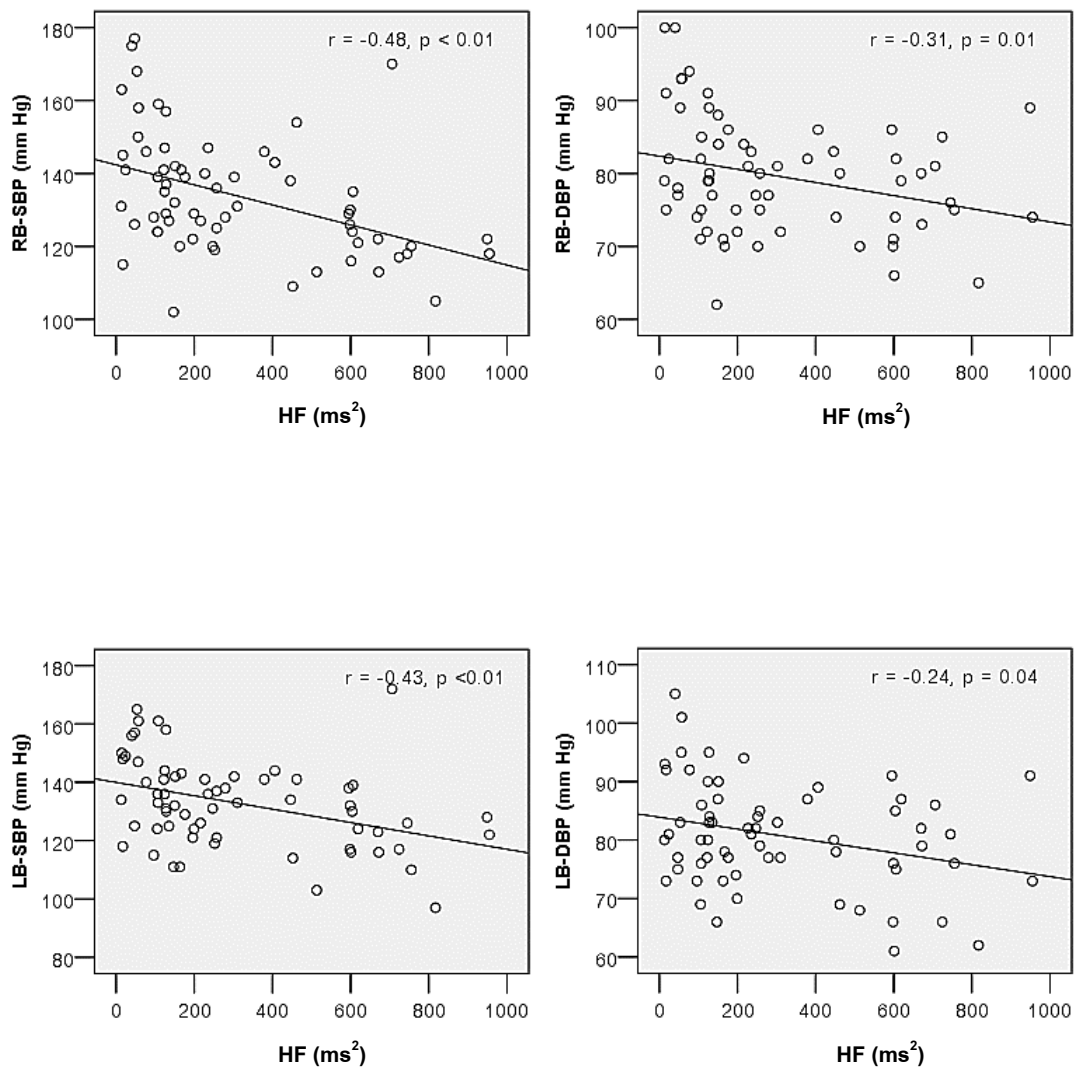 r = -0.48, p < 0.01
RB-SBP (mm Hg)
180
160
140
120
100
0 200 400 600 800 1000
HF (ms²)
r = -0.31, p = 0.01
RB-DBP (mm Hg)
100
90
80
70
60
0 200 400 600 800 1000
HF (ms²)
r = -0.43, p <0.01
LB-SBP (mm Hg)
180
160
140
120
100
80
0 200 400 600 800 1000
HF (ms²)
r = -0.24, p = 0.04
LB-DBP (mm Hg)
110
100
90
80
70
60
0 200 400 600 800 1000
HF (ms²)